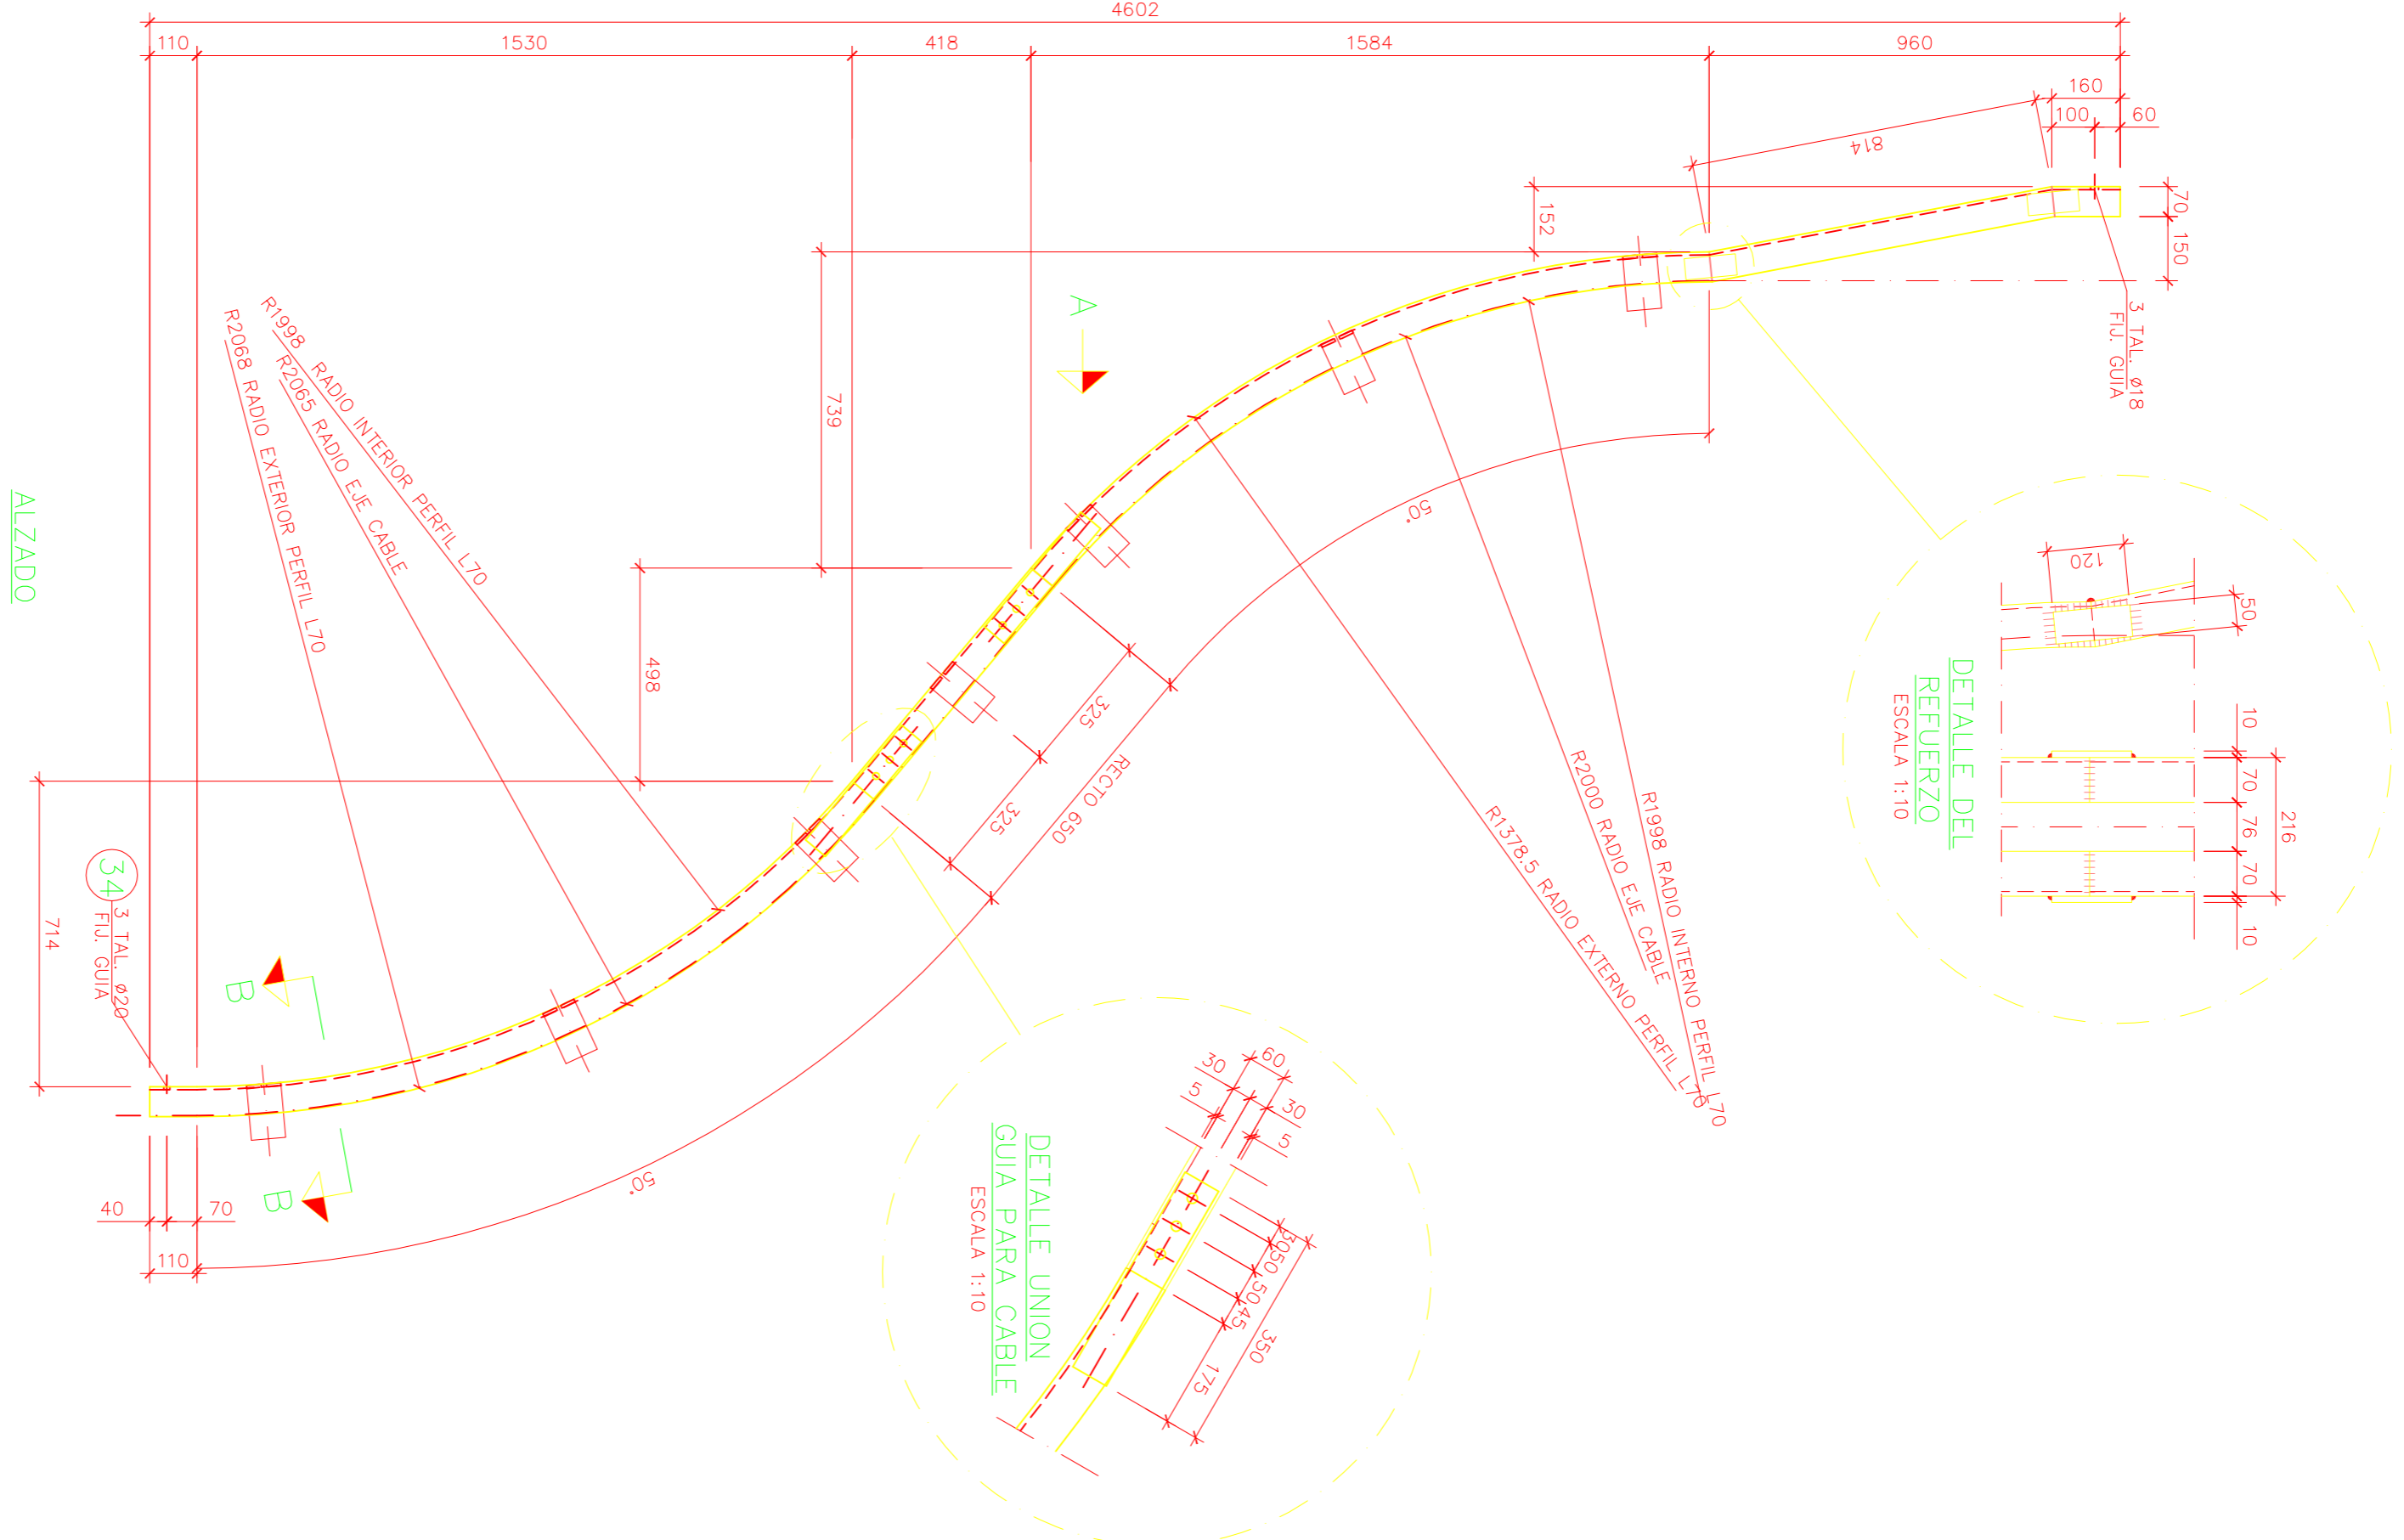 4602
110
1530
418
1584
960
160
100
60
814
152
70
150
3 TAL. ø18
FIJ. GUIA
A
739
R1998 RADIO INTERIOR PERFIL L70
R2065 RADIO EJE CABLE
R2068 RADIO EXTERIOR PERFIL L70
50°
498
325
325
RECTO 650
R1998 RADIO INTERNO PERFIL L70
R2000 RADIO EJE CABLE
R1378.5 RADIO EXTERNO PERFIL L70
ALZADO
714
34
3 TAL. ø20
FIJ. GUIA
B
B
50°
40
70
110
120
50
DETALLE DEL
REFUERZO
ESCALA 1:10
10
70
76
70
10
216
60
30
30
5
5
30
50
50
45
350
175
DETALLE UNION
GUIA PARA CABLE
ESCALA 1:10